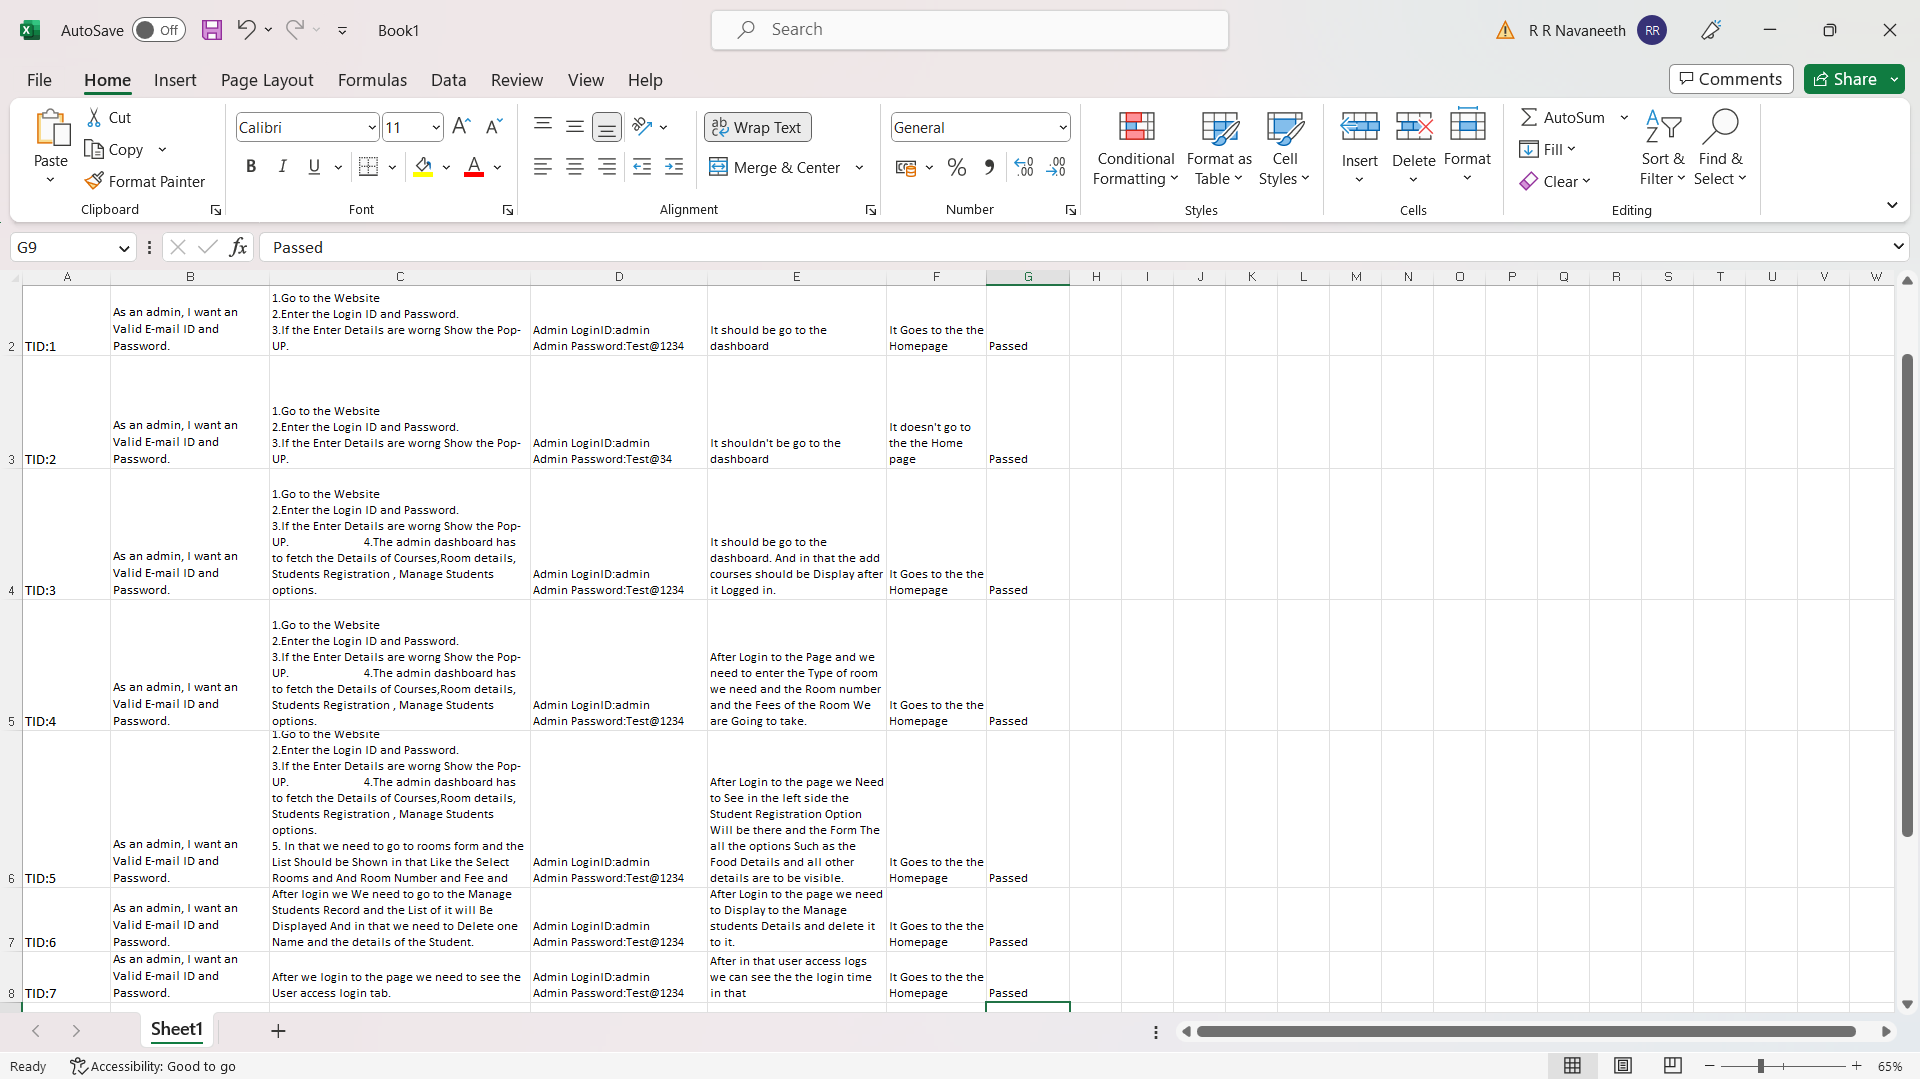 AutoSave Off Book1 Search R R Navaneeth RR
File Home Insert Page Layout Formulas Data Review View Help Comments Share
Paste Cut Copy Format Painter Clipboard
Calibri 11 B I U A Font
Wrap Text Merge & Center Alignment
General Number
Conditional Formatting Format as Table Cell Styles Styles
Insert Delete Format Cells
AutoSum Fill Clear Sort & Filter Find & Select Editing
G9 fx Passed
A B C D E F G H I J K L M N O P Q R S T U V W
2 TID:1
As an admin, I want an
Valid E-mail ID and
Password.
1.Go to the Website
2.Enter the Login ID and Password.
3.If the Enter Details are worng Show the Pop-
UP.
Admin LoginID:admin
Admin Password:Test@1234
It should be go to the
dashboard
It Goes to the the
Homepage
Passed
3 TID:2
As an admin, I want an
Valid E-mail ID and
Password.
1.Go to the Website
2.Enter the Login ID and Password.
3.If the Enter Details are worng Show the Pop-
UP.
Admin LoginID:admin
Admin Password:Test@34
It shouldn't be go to the
dashboard
It doesn't go to
the the Home
page
Passed
4 TID:3
As an admin, I want an
Valid E-mail ID and
Password.
1.Go to the Website
2.Enter the Login ID and Password.
3.If the Enter Details are worng Show the Pop-
UP. 4.The admin dashboard has
to fetch the Details of Courses,Room details,
Students Registration , Manage Students
options.
Admin LoginID:admin
Admin Password:Test@1234
It should be go to the
dashboard. And in that the add
courses should be Display after
it Logged in.
It Goes to the the
Homepage
Passed
5 TID:4
As an admin, I want an
Valid E-mail ID and
Password.
1.Go to the Website
2.Enter the Login ID and Password.
3.If the Enter Details are worng Show the Pop-
UP. 4.The admin dashboard has
to fetch the Details of Courses,Room details,
Students Registration , Manage Students
options.
Admin LoginID:admin
Admin Password:Test@1234
After Login to the Page and we
need to enter the Type of room
we need and the Room number
and the Fees of the Room We
are Going to take.
It Goes to the the
Homepage
Passed
6 TID:5
As an admin, I want an
Valid E-mail ID and
Password.
1.Go to the Website
2.Enter the Login ID and Password.
3.If the Enter Details are worng Show the Pop-
UP. 4.The admin dashboard has
to fetch the Details of Courses,Room details,
Students Registration , Manage Students
options.
5. In that we need to go to rooms form and the
List Should be Shown in that Like the Select
Rooms and And Room Number and Fee and
Admin LoginID:admin
Admin Password:Test@1234
After Login to the page we Need
to See in the left side the
Student Registration Option
Will be there and the Form The
all the options Such as the
Food Details and all other
details are to be visible.
It Goes to the the
Homepage
Passed
7 TID:6
As an admin, I want an
Valid E-mail ID and
Password.
After login we We need to go to the Manage
Students Record and the List of it will Be
Displayed And in that we need to Delete one
Name and the details of the Student.
Admin LoginID:admin
Admin Password:Test@1234
After Login to the page we need
to Display to the Manage
students Details and delete it
to it.
It Goes to the the
Homepage
Passed
8 TID:7
As an admin, I want an
Valid E-mail ID and
Password.
After we login to the page we need to see the
User access login tab.
Admin LoginID:admin
Admin Password:Test@1234
After in that user access logs
we can see the the login time
in that
It Goes to the the
Homepage
Passed
Sheet1
Ready Accessibility: Good to go 65%